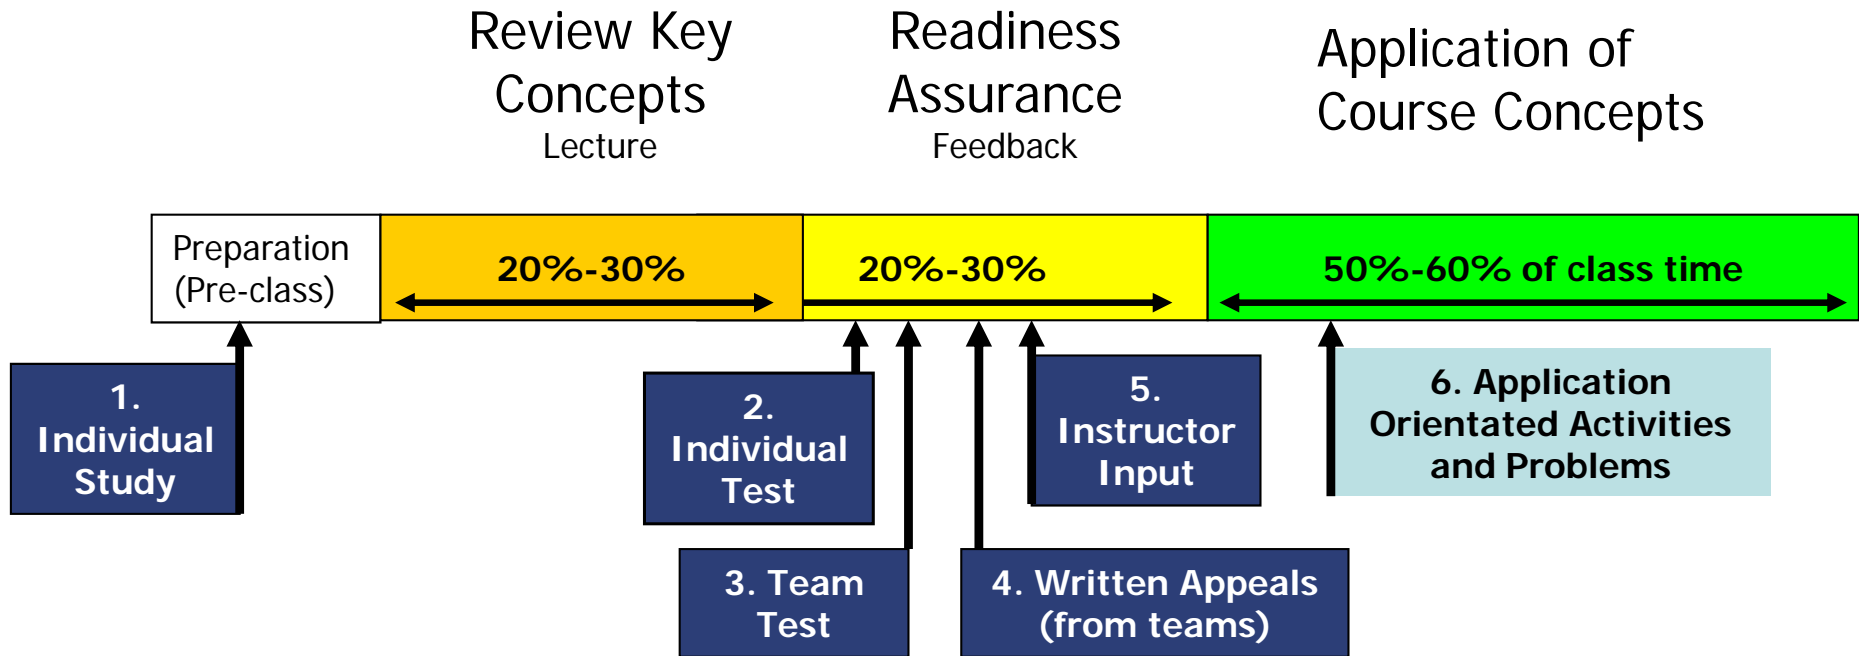 Review Key
Concepts
Lecture
Readiness
Assurance
Feedback
Application of
Course Concepts
Preparation
(Pre-class)
20%-30%
20%-30%
50%-60% of class time
1.
Individual
Study
2.
Individual
Test
3. Team
Test
4. Written Appeals
(from teams)
5.
Instructor
Input
6. Application
Orientated Activities
and Problems